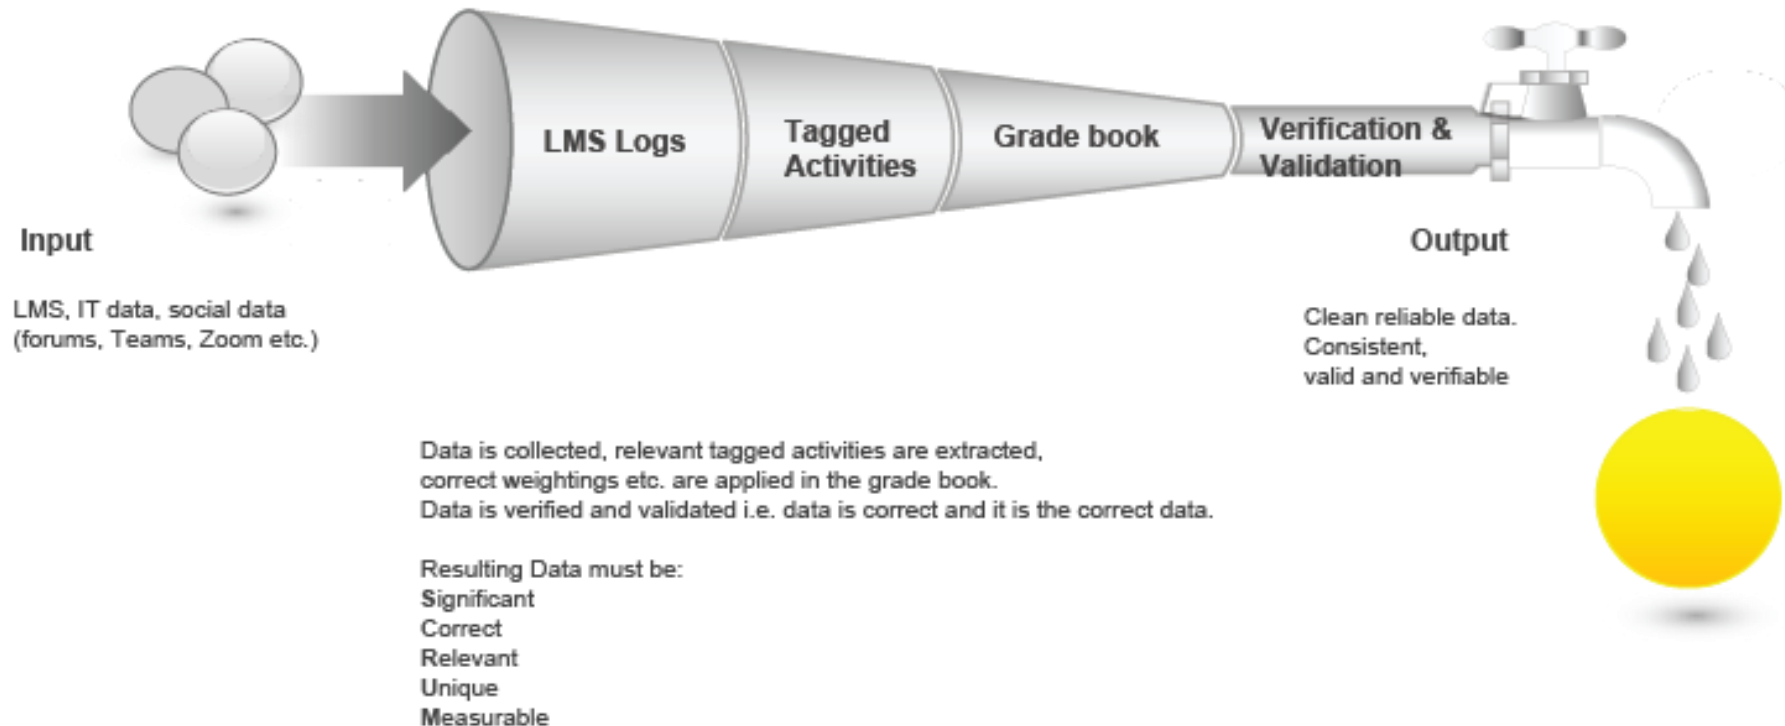 LMS Logs
Tagged
Activities
Grade book
Verification &
Validation
Input
LMS, IT data, social data
(forums, Teams, Zoom etc.)
Output
Clean reliable data.
Consistent,
valid and verifiable
Data is collected, relevant tagged activities are extracted,
correct weightings etc. are applied in the grade book.
Data is verified and validated i.e. data is correct and it is the correct data.
Resulting Data must be:
Significant
Correct
Relevant
Unique
Measurable